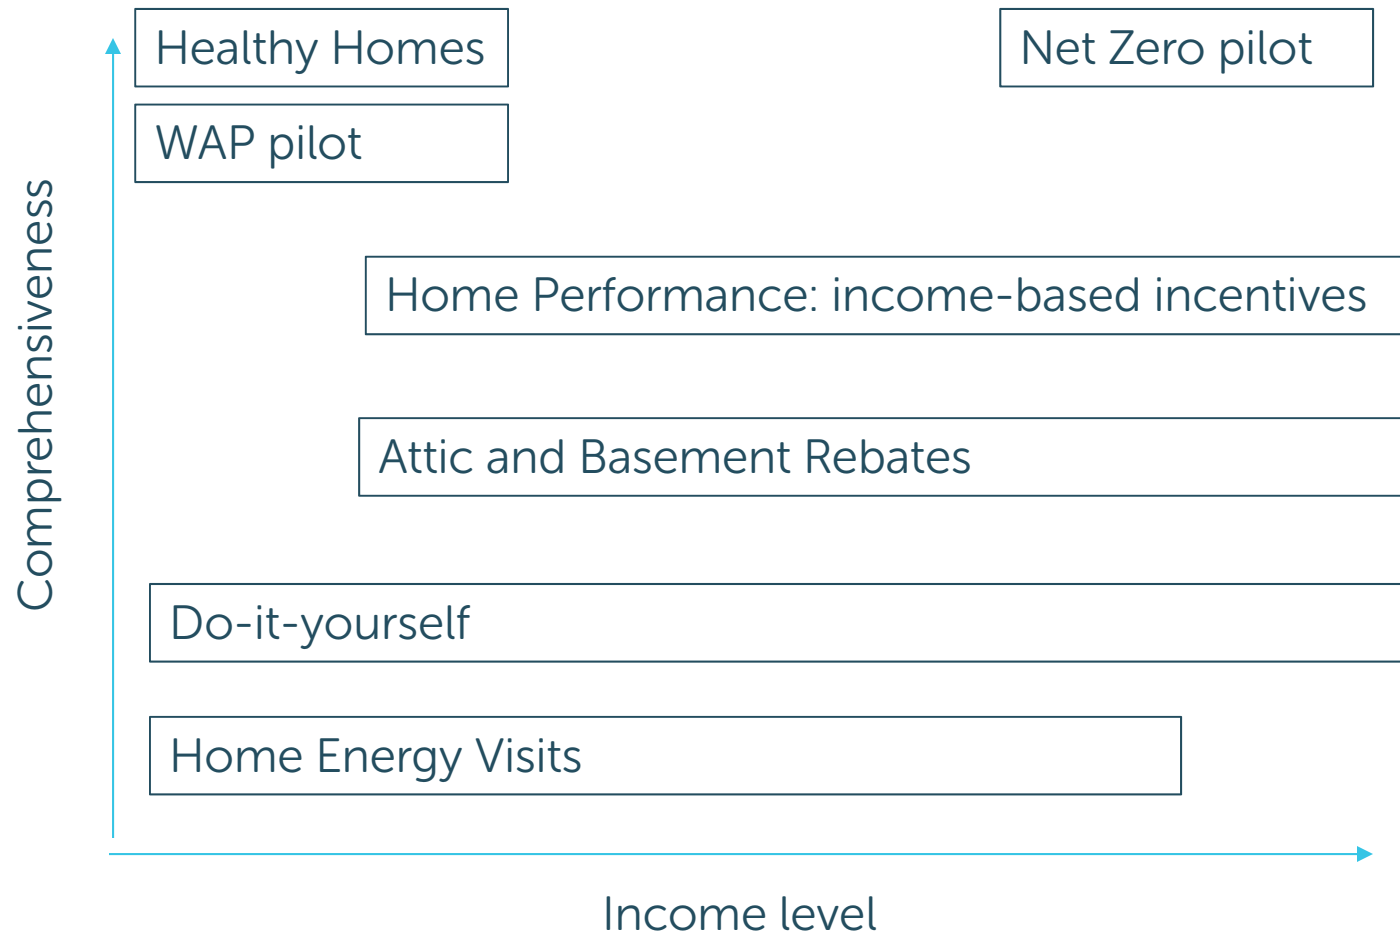 Healthy Homes
Net Zero pilot
WAP pilot
Comprehensiveness
Home Performance: income-based incentives
Attic and Basement Rebates
Do-it-yourself
Home Energy Visits
Income level